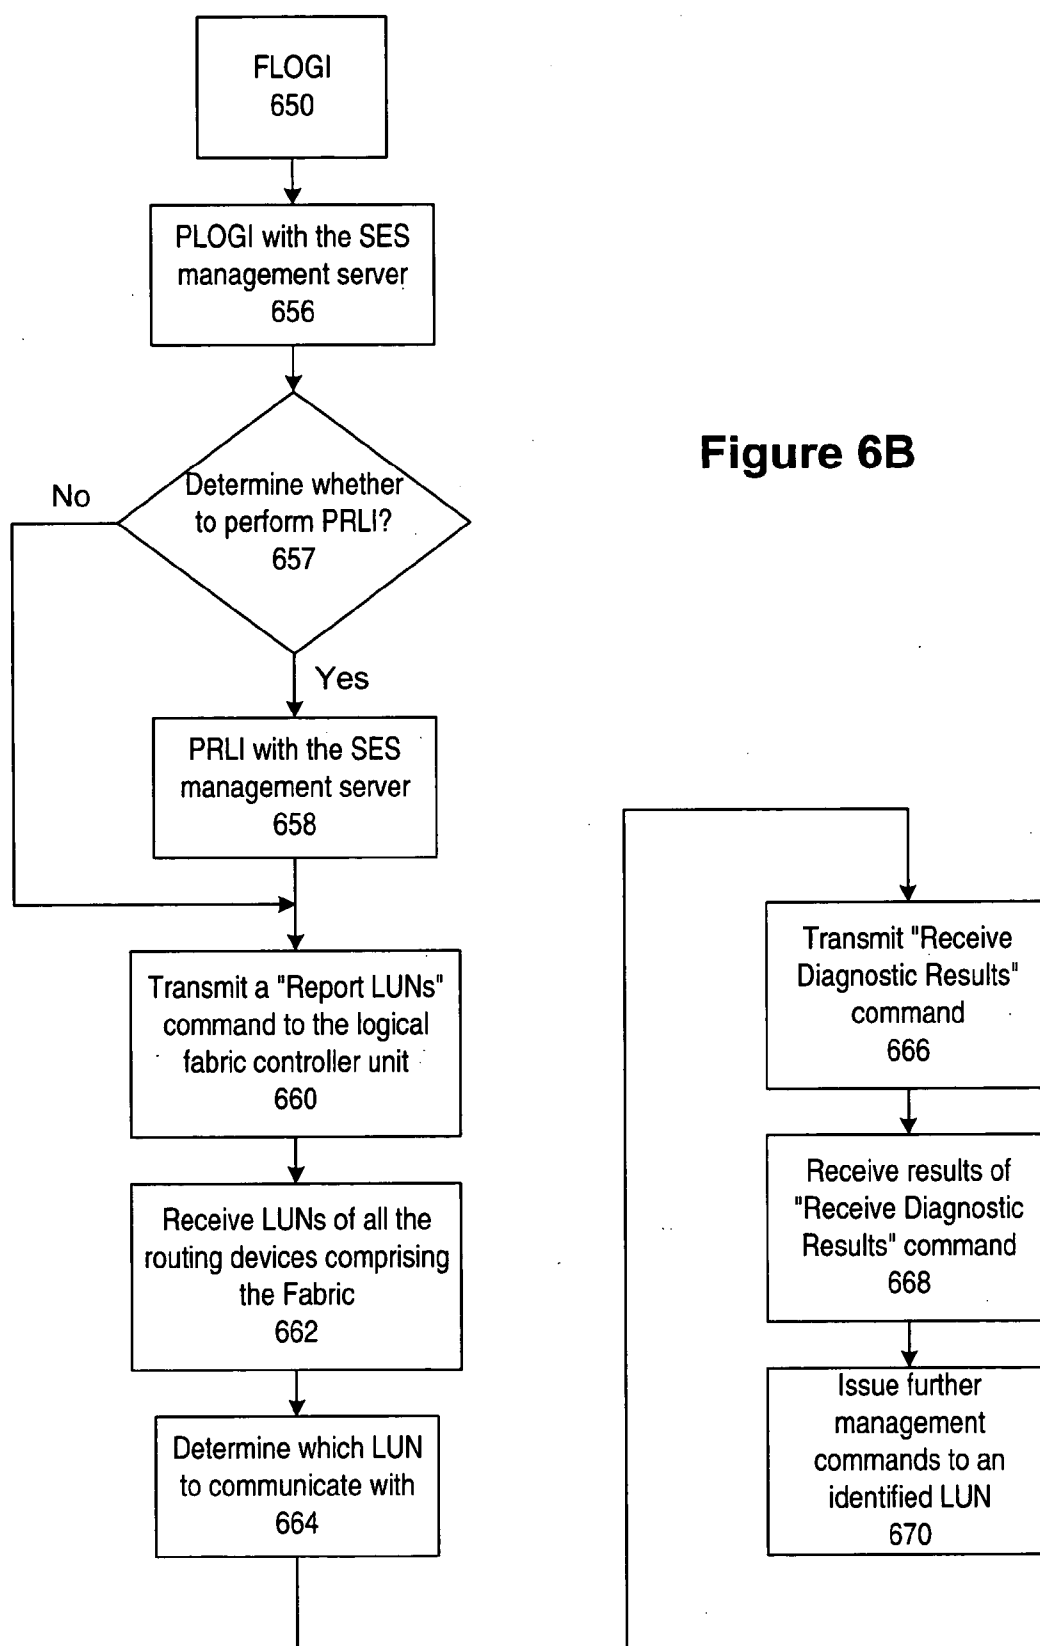 FLOGI
650
PLOGI with the SES
management server
656
Determine whether
to perform PRLI?
657
No
Yes
PRLI with the SES
management server
658
Transmit a "Report LUNs"
command to the logical
fabric controller unit
660
Receive LUNs of all the
routing devices comprising
the Fabric
662
Determine which LUN
to communicate with
664
Figure 6B
Transmit "Receive
Diagnostic Results"
command
666
Receive results of
"Receive Diagnostic
Results" command
668
Issue further
management
commands to an
identified LUN
670